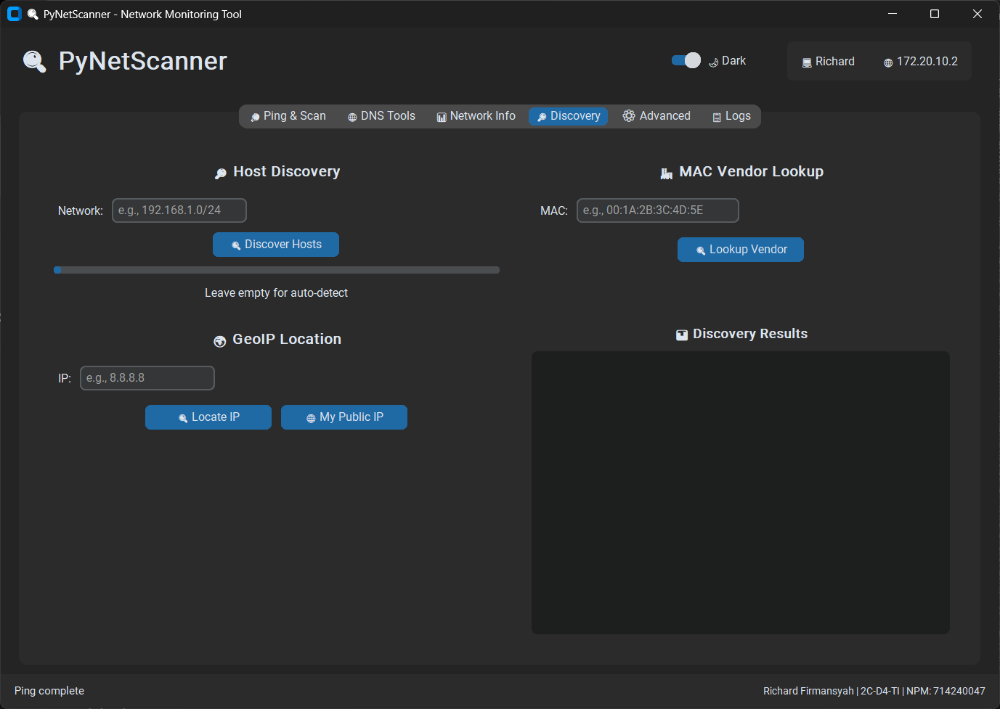 PyNetScanner - Network Monitoring Tool
PyNetScanner
Dark
Richard
172.20.10.2
Ping & Scan
DNS Tools
Network Info
Discovery
Advanced
Logs
Host Discovery
Network:
e.g., 192.168.1.0/24
Discover Hosts
Leave empty for auto-detect
GeoIP Location
IP:
e.g., 8.8.8.8
Locate IP
My Public IP
MAC Vendor Lookup
MAC:
e.g., 00:1A:2B:3C:4D:5E
Lookup Vendor
Discovery Results
Ping complete
Richard Firmansyah | 2C-D4-TI | NPM: 714240047